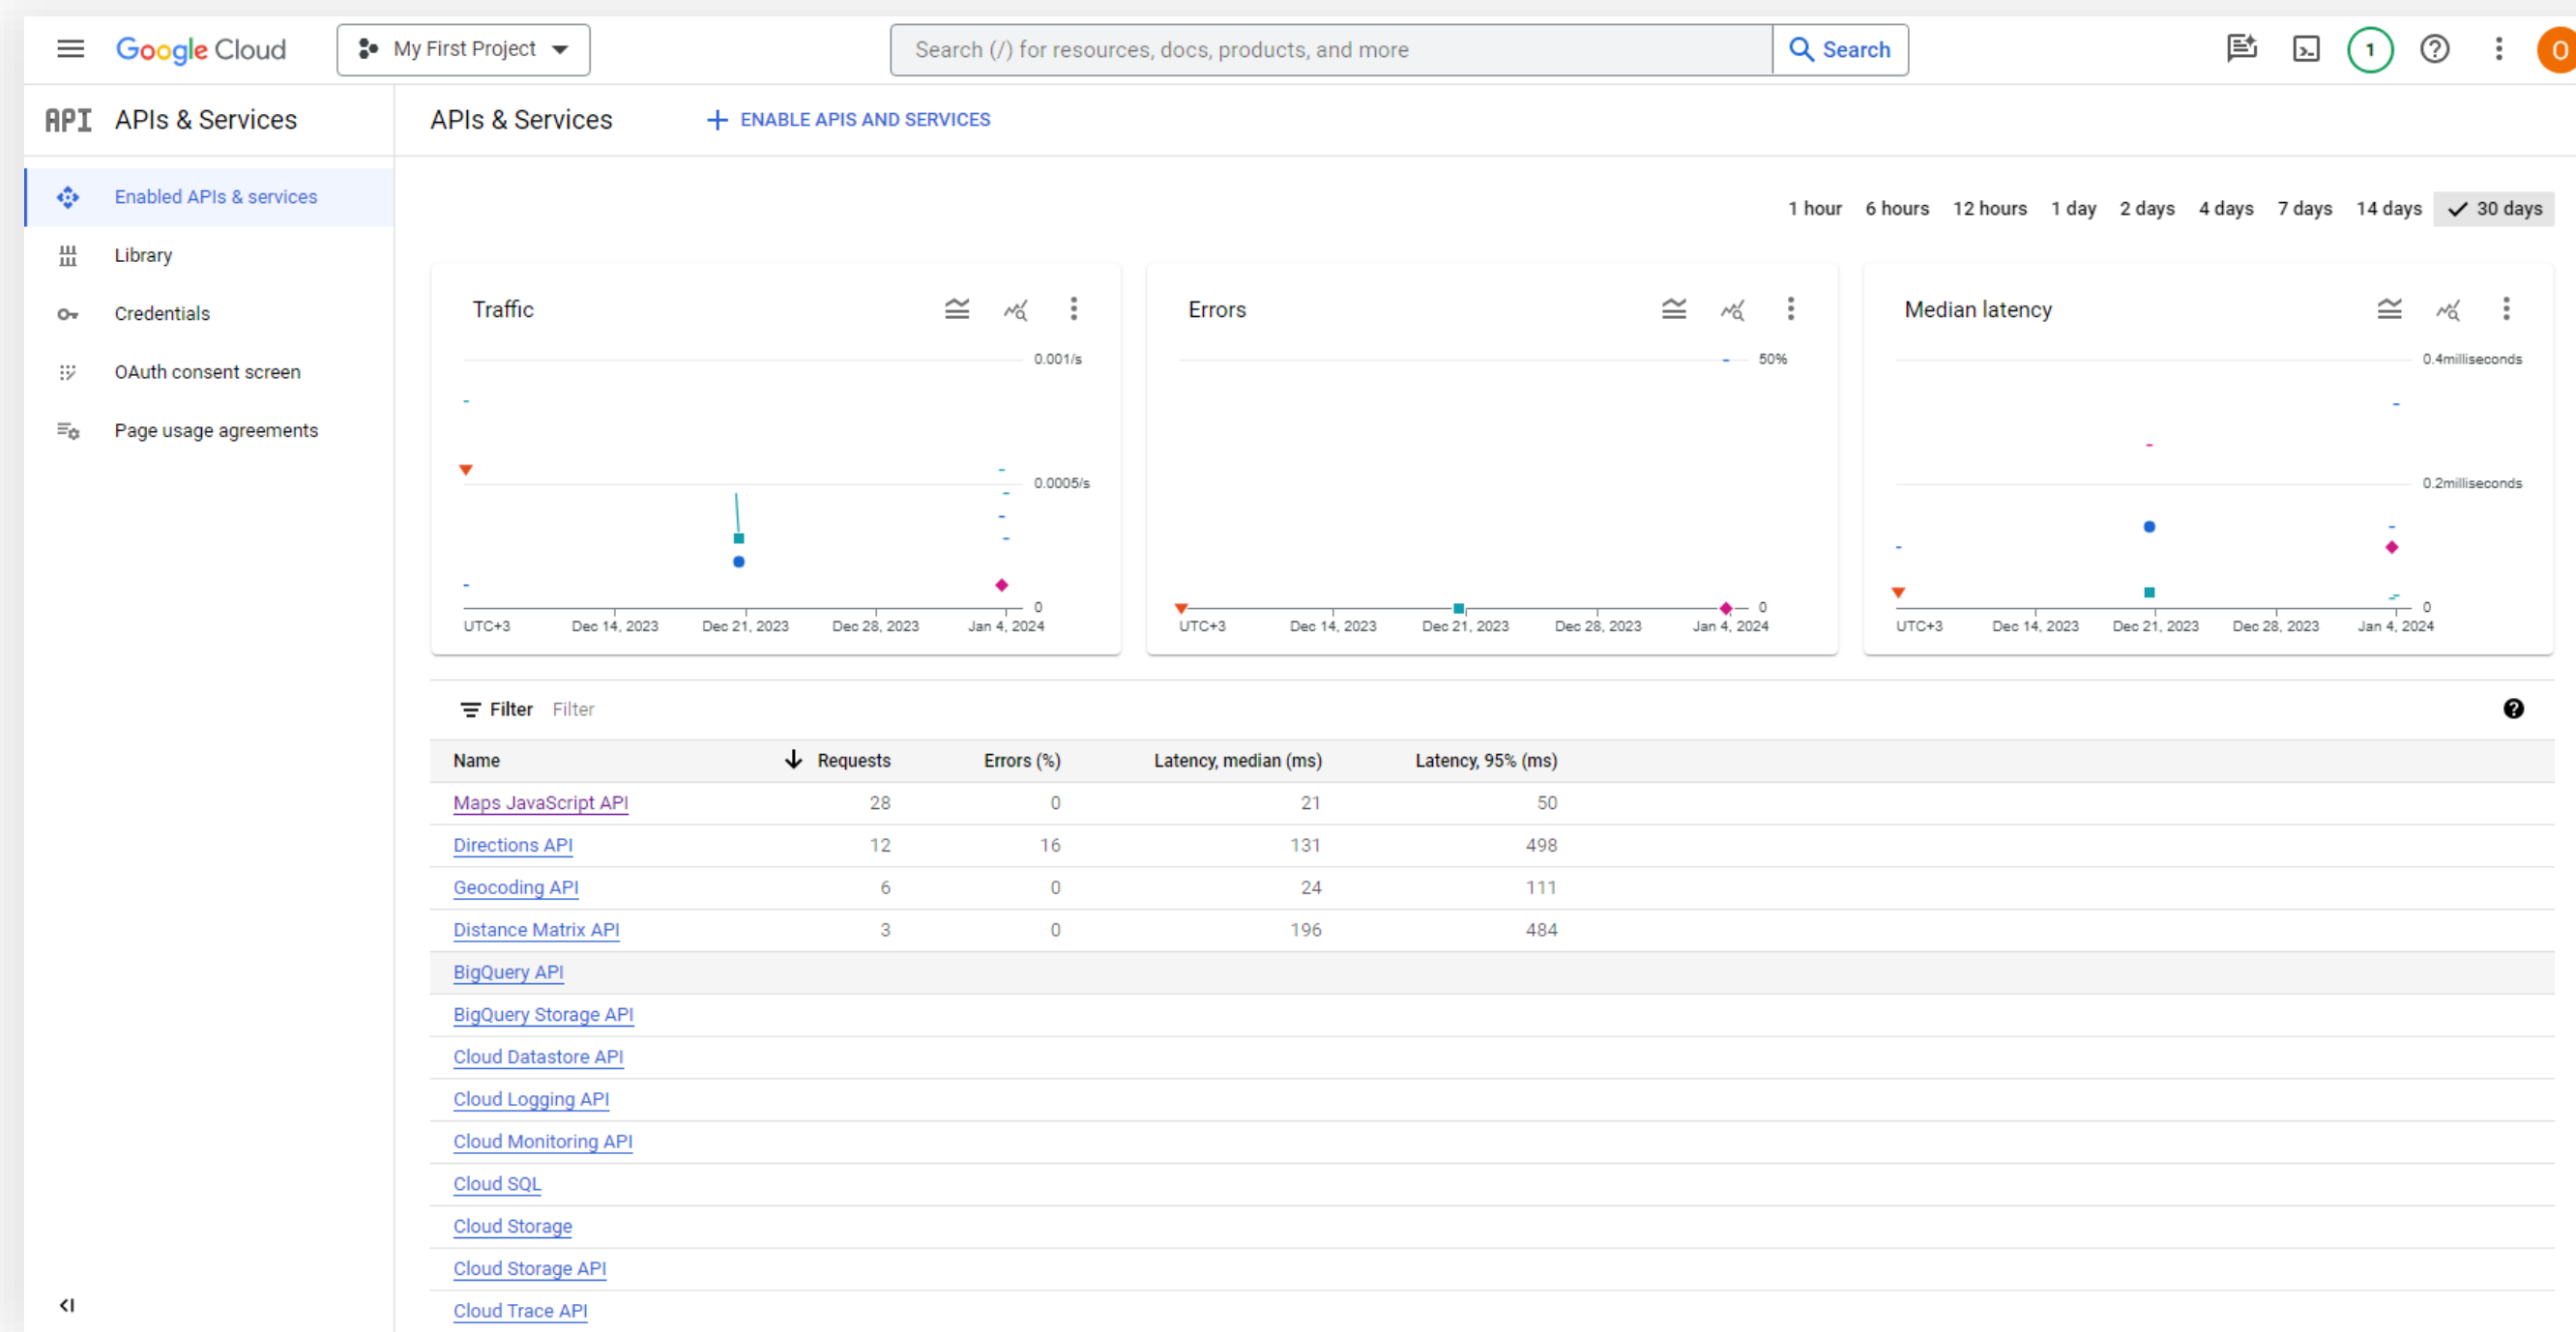 Google Cloud My First Project Search (/) for resources, docs, products, and more Search 1 O
API APIs & Services APIs & Services + ENABLE APIS AND SERVICES
Enabled APIs & services
Library
Credentials
OAuth consent screen
Page usage agreements
1 hour 6 hours 12 hours 1 day 2 days 4 days 7 days 14 days 30 days
Traffic
0.001/s
0.0005/s
0
UTC+3 Dec 14, 2023 Dec 21, 2023 Dec 28, 2023 Jan 4, 2024
Errors
50%
0
UTC+3 Dec 14, 2023 Dec 21, 2023 Dec 28, 2023 Jan 4, 2024
Median latency
0.4milliseconds
0.2milliseconds
0
UTC+3 Dec 14, 2023 Dec 21, 2023 Dec 28, 2023 Jan 4, 2024
Filter Filter
Name Requests Errors (%) Latency, median (ms) Latency, 95% (ms)
Maps JavaScript API 28 0 21 50
Directions API 12 16 131 498
Geocoding API 6 0 24 111
Distance Matrix API 3 0 196 484
BigQuery API
BigQuery Storage API
Cloud Datastore API
Cloud Logging API
Cloud Monitoring API
Cloud SQL
Cloud Storage
Cloud Storage API
Cloud Trace API